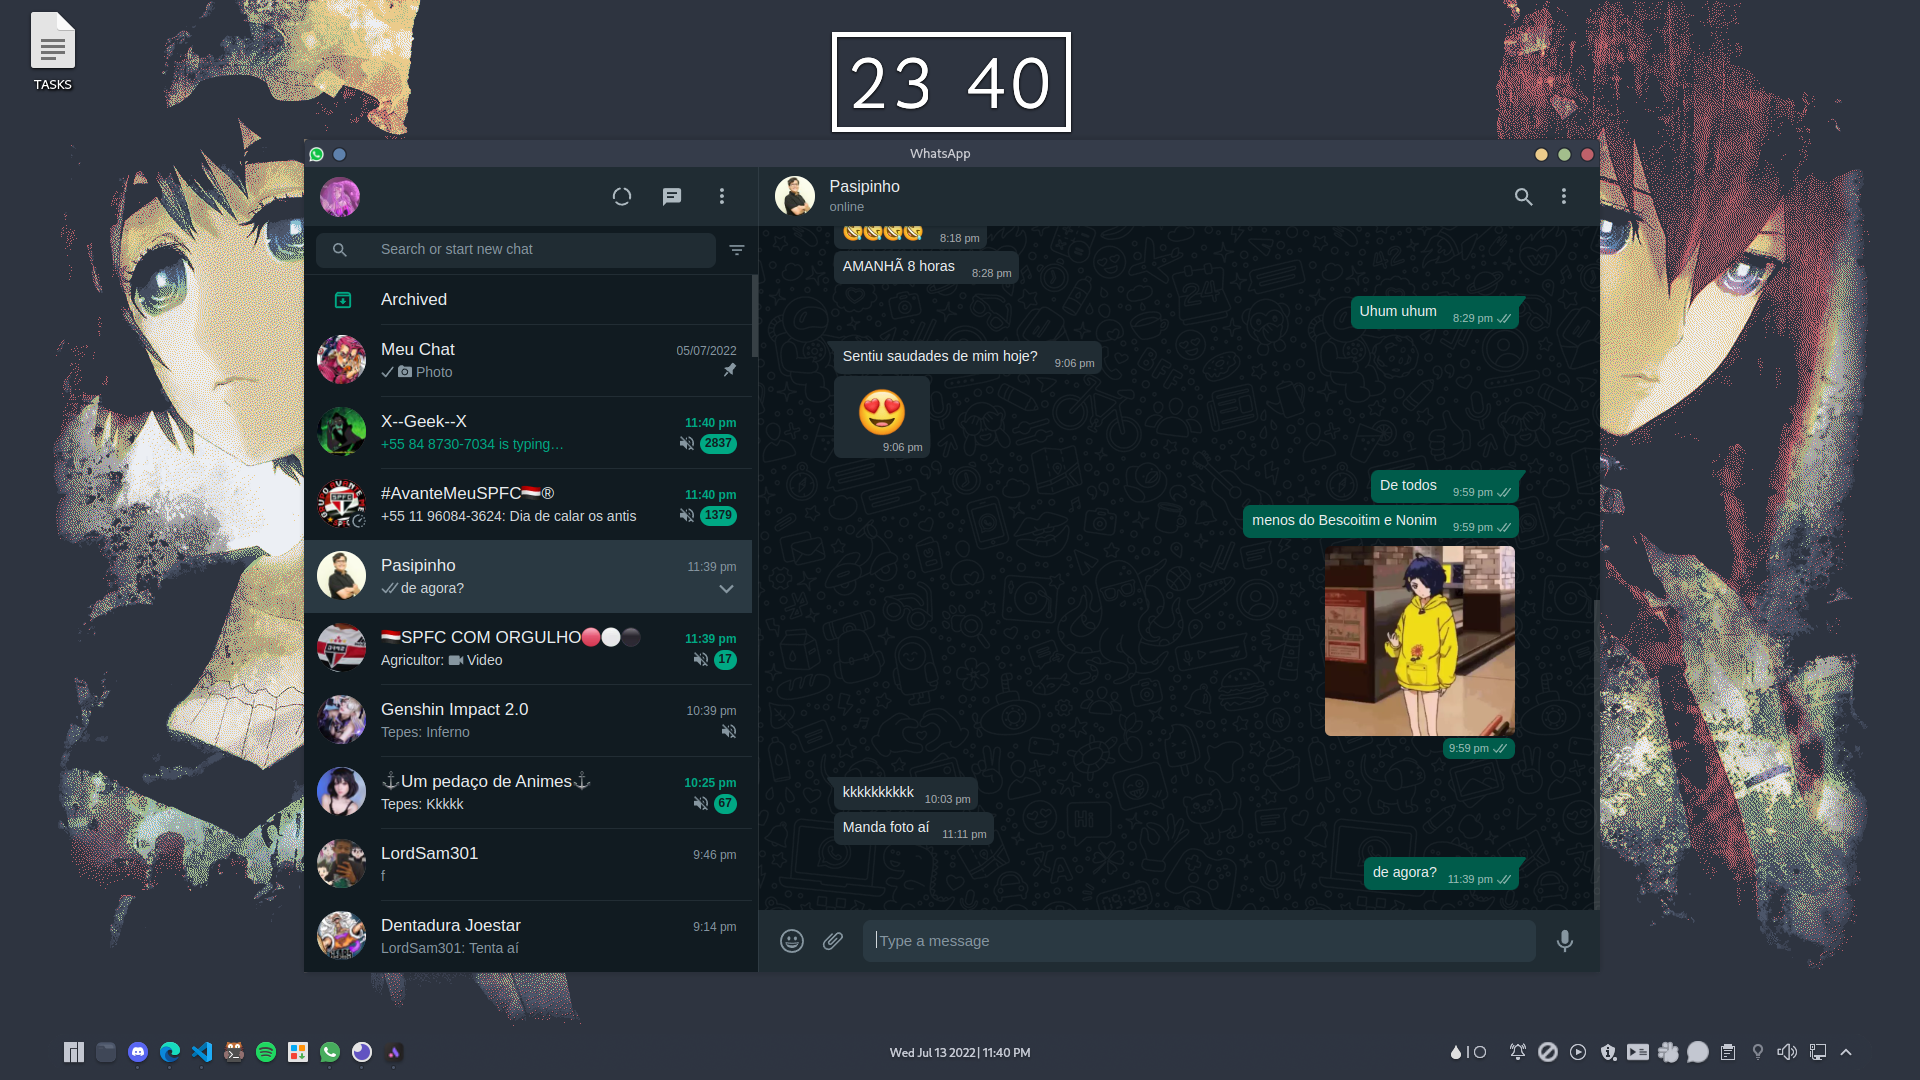 TASKS
23 40
WhatsApp
Search or start new chat
Archived
Meu Chat 05/07/2022
Photo
X--Geek--X 11:40 pm
+55 84 8730-7034 is typing… 2837
#AvanteMeuSPFC🇾🇪® 11:40 pm
+55 11 96084-3624: Dia de calar os antis 1379
Pasipinho 11:39 pm
de agora?
🇾🇪SPFC COM ORGULHO🔴⚪⚫ 11:39 pm
Agricultor: Video 17
Genshin Impact 2.0 10:39 pm
Tepes: Inferno
⚓Um pedaço de Animes⚓ 10:25 pm
Tepes: Kkkkk 67
LordSam301 9:46 pm
f
Dentadura Joestar 9:14 pm
LordSam301: Tenta aí
Pasipinho
online
8:18 pm
AMANHÃ 8 horas 8:28 pm
Uhum uhum 8:29 pm
Sentiu saudades de mim hoje? 9:06 pm
😍
9:06 pm
De todos 9:59 pm
menos do Bescoitim e Nonim 9:59 pm
9:59 pm
kkkkkkkkkk 10:03 pm
Manda foto aí 11:11 pm
de agora? 11:39 pm
Type a message
Wed Jul 13 2022 | 11:40 PM